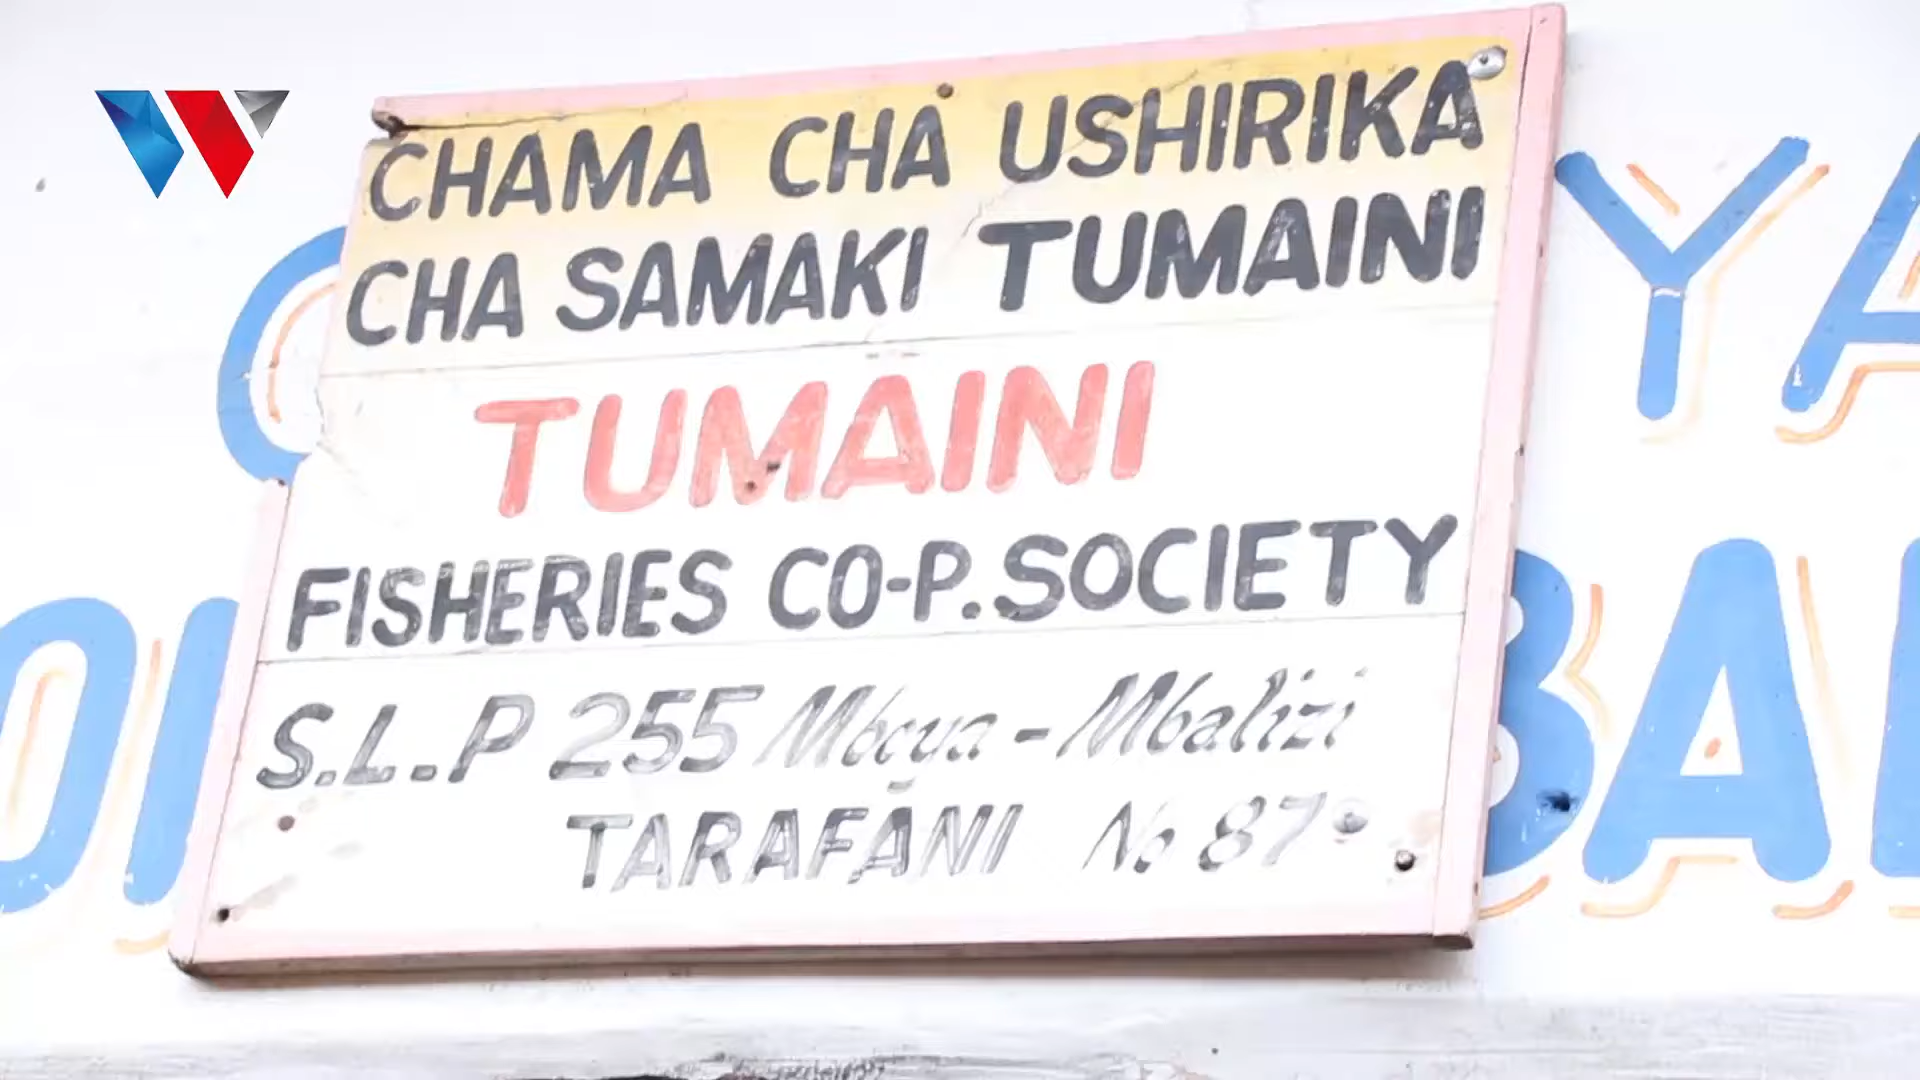 CHAMA CHA USHIRIKA
CHA SAMAKI TUMAINI
TUMAINI
FISHERIES CO-P. SOCIETY
S.L.P 255 Mbeya - Mbalizi
TARAFANI No 87